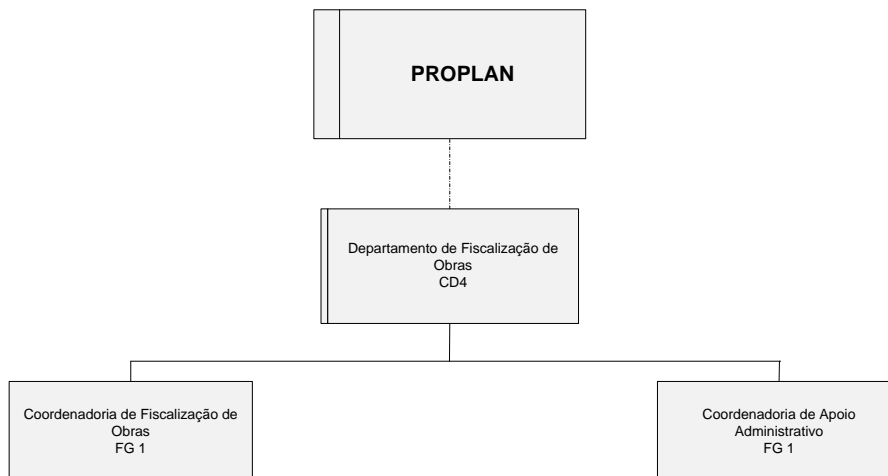 PROPLAN
Departamento de Fiscalização de
Obras
CD4
Coordenadoria de Fiscalização de
Obras
FG 1
Coordenadoria de Apoio
Administrativo
FG 1